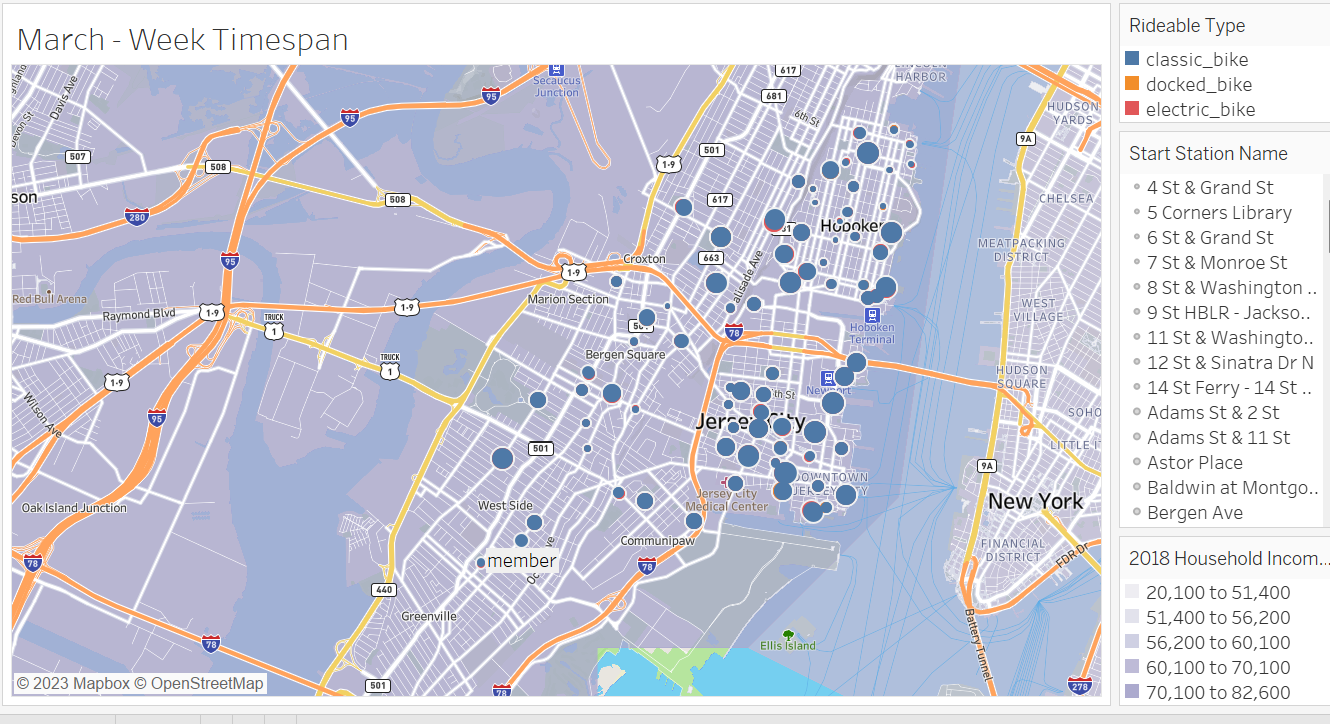 March - Week Timespan
Secaucus
Junction
LINCOLN
HARBOR
617
681
6th St
95
95
1-9
501
Davis Ave
Devon St
507
508
508
son
280
617
Hoboken
663
Croxton
1-9
95
Red Bull Arena
Raymond Blvd
1-9
TRUCK
1
1-9
Marion Section
Bergen Square
TRUCK
1
78
Hoboken
Terminal
1-9
95
Wilson Ave
Newport
Jersey City
501
West Side
DOWNTOWN
JERSEY CITY
Jersey City
Medical Center
Oak Island Junction
78
Communipaw
member
78
440
Greenville
78
501
78
Ellis Island
9A
HUDSON
YARDS
CHELSEA
MEATPACKING
DISTRICT
WEST
VILLAGE
HUDSON
SQUARE
SOHO
LITTLE IT
9A
New York
FINANCIAL
DISTRICT
FDR Dr
Battery Tunnel
278
© 2023 Mapbox © OpenStreetMap
Rideable Type
classic_bike
docked_bike
electric_bike
Start Station Name
4 St & Grand St
5 Corners Library
6 St & Grand St
7 St & Monroe St
8 St & Washington ..
9 St HBLR - Jackso..
11 St & Washingto..
12 St & Sinatra Dr N
14 St Ferry - 14 St ..
Adams St & 2 St
Adams St & 11 St
Astor Place
Baldwin at Montgo..
Bergen Ave
2018 Household Incom...
20,100 to 51,400
51,400 to 56,200
56,200 to 60,100
60,100 to 70,100
70,100 to 82,600